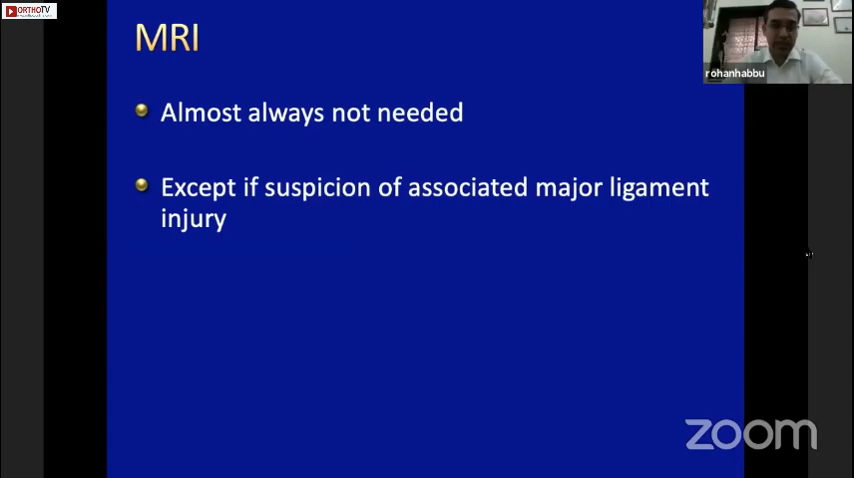 ORTHOTV
MRI
rohanhabbu
Almost always not needed
Except if suspicion of associated major ligament
injury
zoom